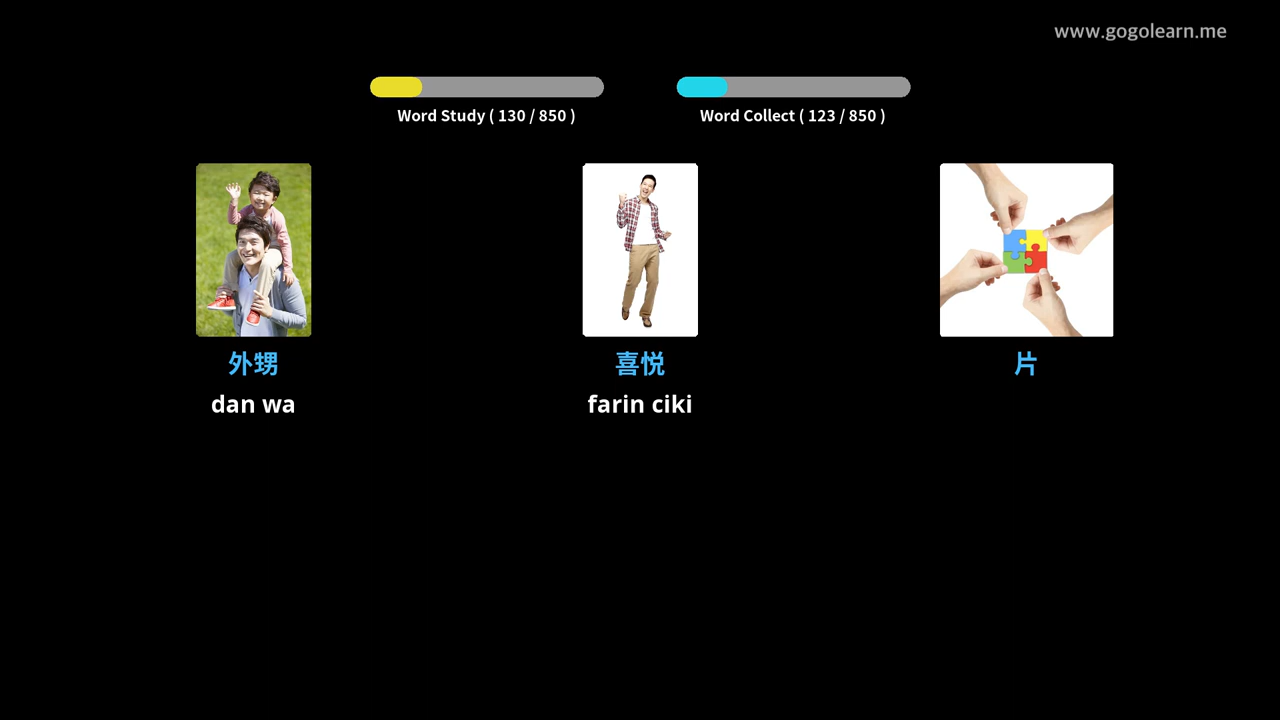 www.gogolearn.me
Word Study ( 130 / 850 )
Word Collect ( 123 / 850 )
外甥
喜悦
片
dan wa
farin ciki